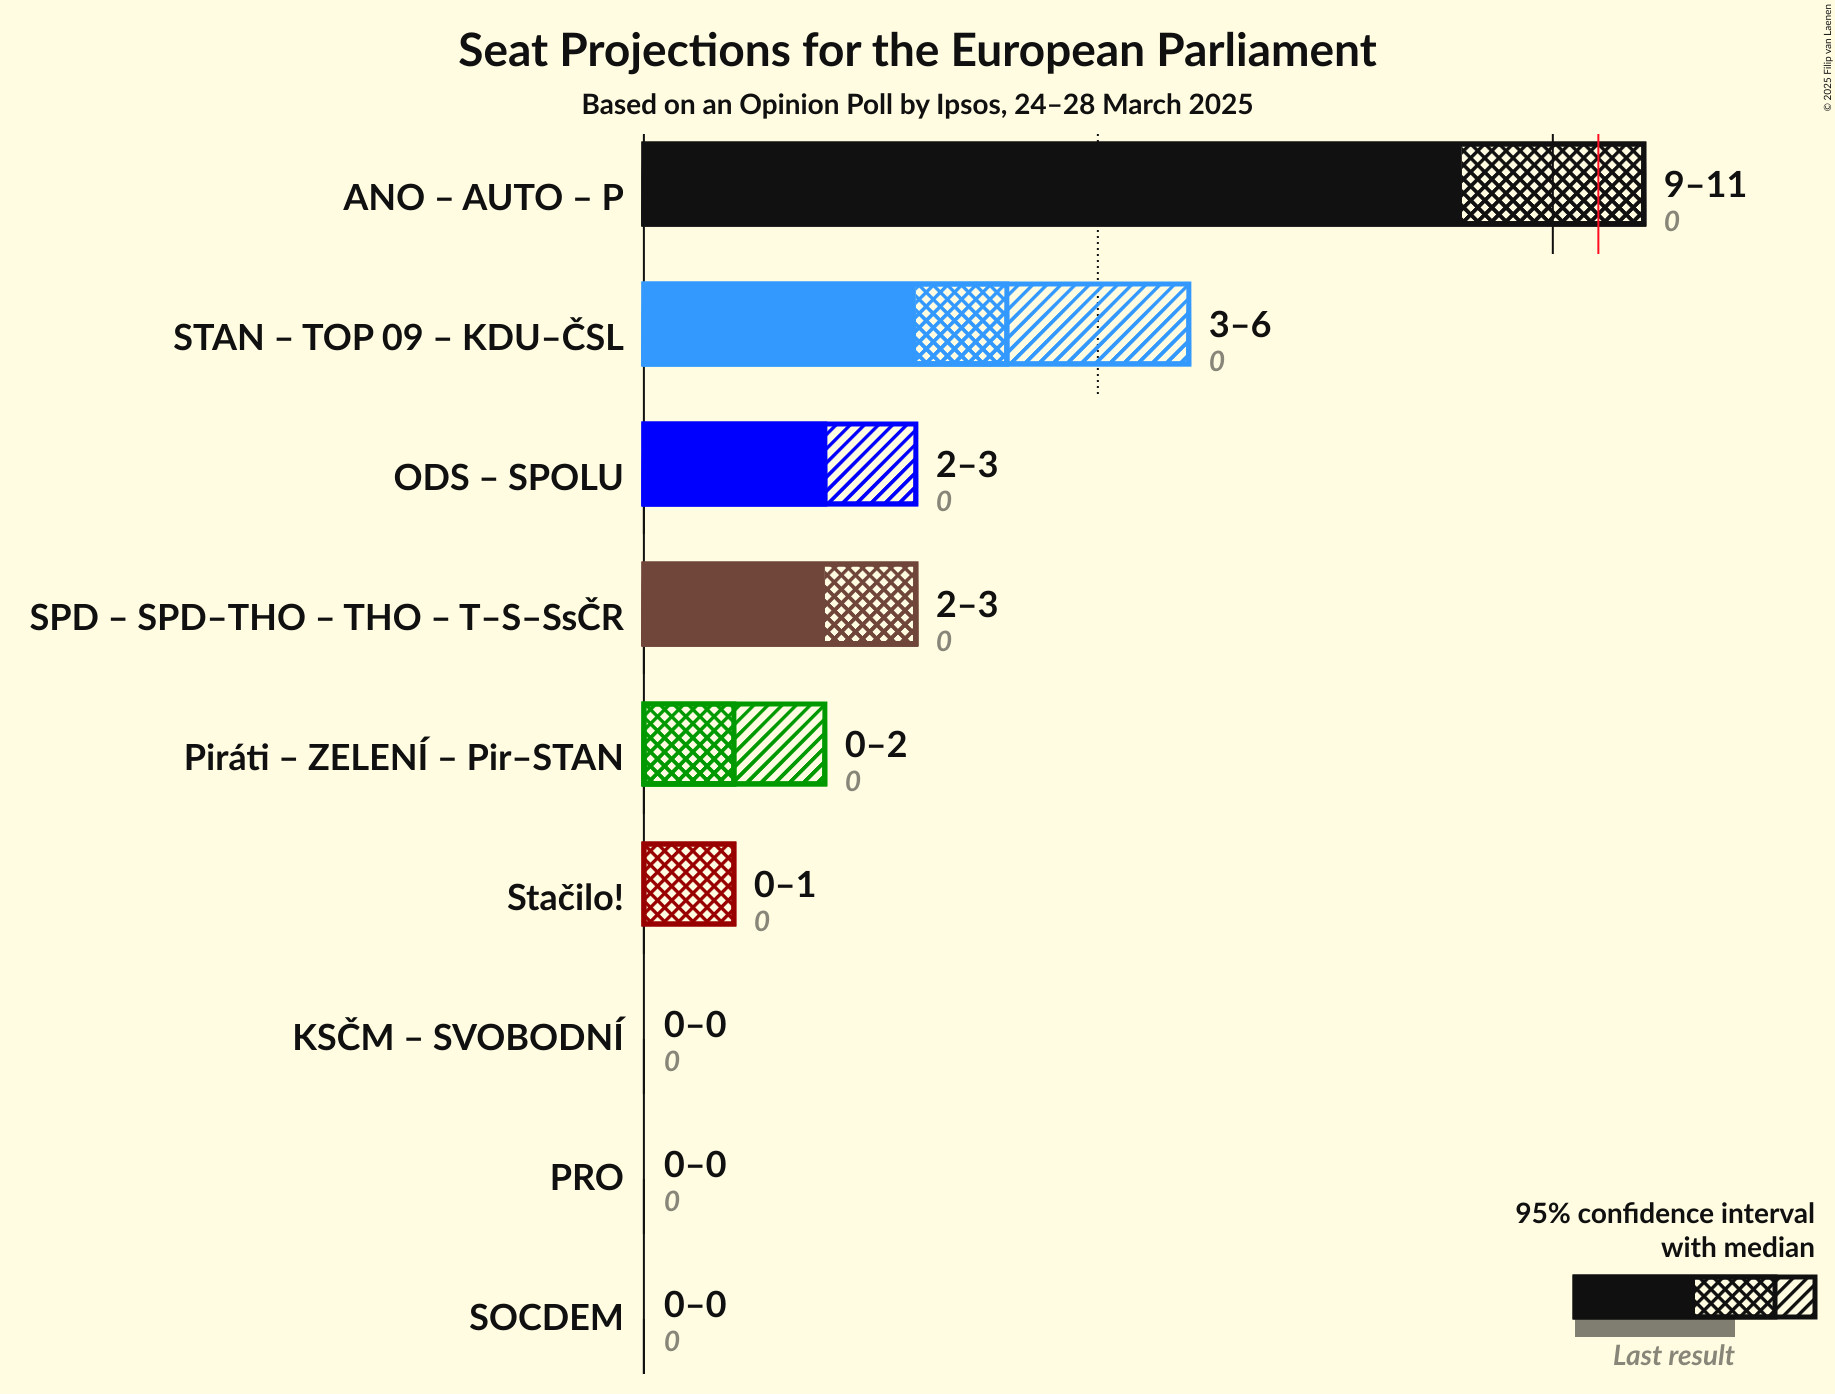 Seat Projections for the European Parliament
Based on an Opinion Poll by Ipsos, 24–28 March 2025
© 2025 Filip van Laenen
ANO – AUTO – P
9–11
0
STAN – TOP 09 – KDU–ČSL
3–6
0
ODS – SPOLU
2–3
0
SPD – SPD–THO – THO – T–S–SsČR
2–3
0
Piráti – ZELENÍ – Pir–STAN
0–2
0
Stačilo!
0–1
0
KSČM – SVOBODNÍ
0–0
0
PRO
0–0
0
SOCDEM
0–0
0
95% confidence interval
with median
Last result